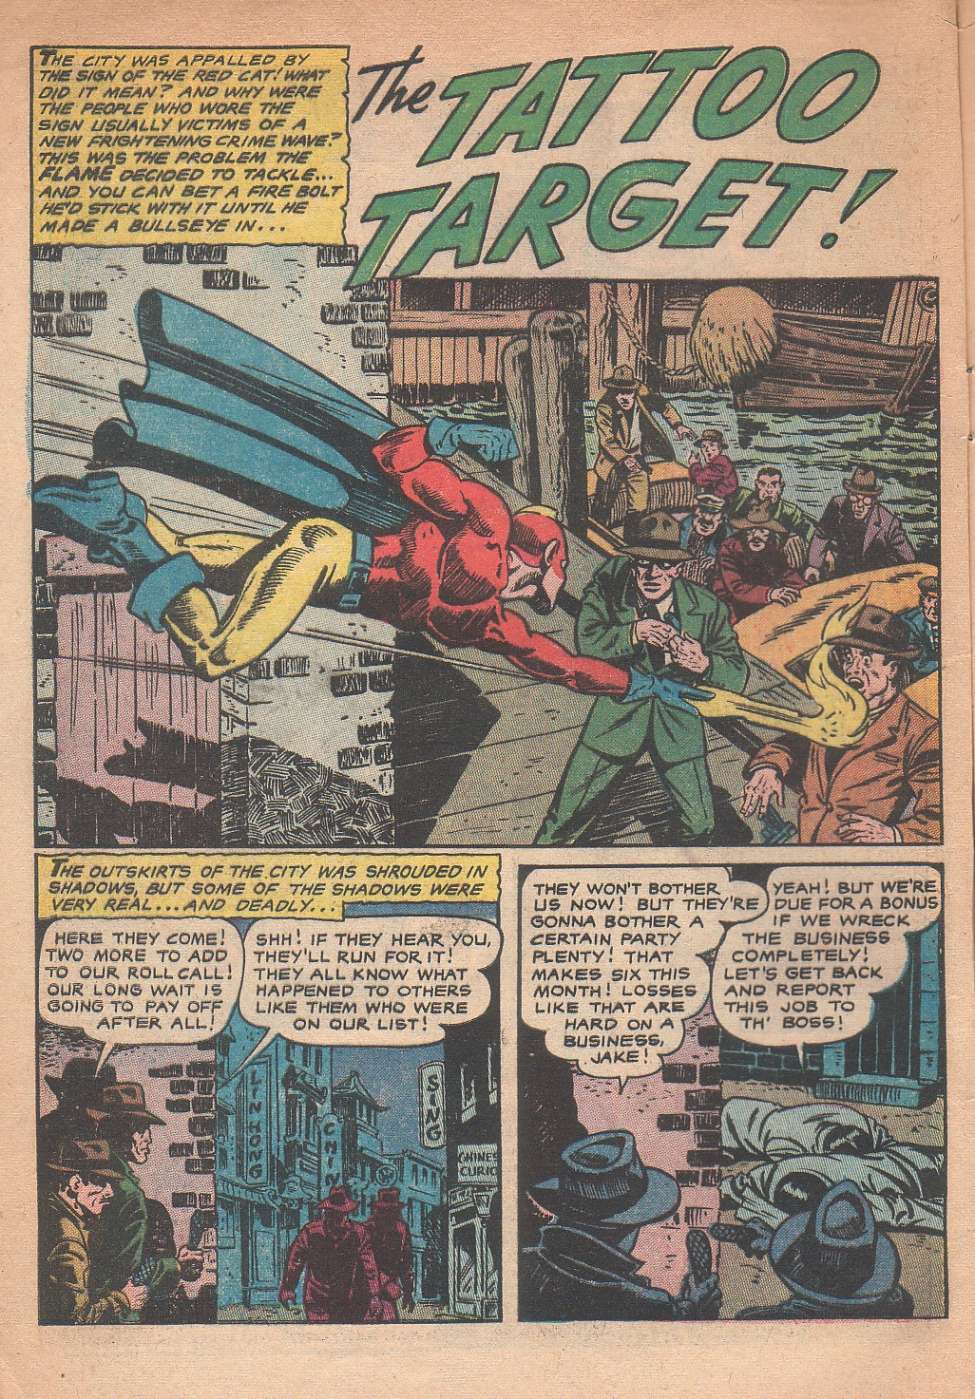 THE CITY WAS APPALLED BY
THE SIGN OF THE RED CAT! WHAT
DID IT MEAN? AND WHY WERE
THE PEOPLE WHO WORE THE
SIGN USUALLY VICTIMS OF A
NEW FRIGHTENING CRIME WAVE?
THIS WAS THE PROBLEM THE
FLAME DECIDED TO TACKLE...
AND YOU CAN BET A FIRE BOLT
HE'D STICK WITH IT UNTIL HE
MADE A BULLSEYE IN...
The TATTOO
TARGET!
THE OUTSKIRTS OF THE CITY WAS SHROUDED IN
SHADOWS, BUT SOME OF THE SHADOWS WERE
VERY REAL...AND DEADLY...
HERE THEY COME!
TWO MORE TO ADD
TO OUR ROLL CALL!
OUR LONG WAIT IS
GOING TO PAY OFF
AFTER ALL!
SHH! IF THEY HEAR YOU,
THEY'LL RUN FOR IT!
THEY ALL KNOW WHAT
HAPPENED TO OTHERS
LIKE THEM WHO WERE
ON OUR LIST!
LIN HONG
CHIN
SING
CHINES
CURIO
THEY WON'T BOTHER
US NOW! BUT THEY'RE
GONNA BOTHER A
CERTAIN PARTY
PLENTY! THAT
MAKES SIX THIS
MONTH! LOSSES
LIKE THAT ARE
HARD ON A
BUSINESS,
JAKE!
YEAH! BUT WE'RE
DUE FOR A BONUS
IF WE WRECK
THE BUSINESS
COMPLETELY!
LET'S GET BACK
AND REPORT
THIS JOB TO
TH' BOSS!